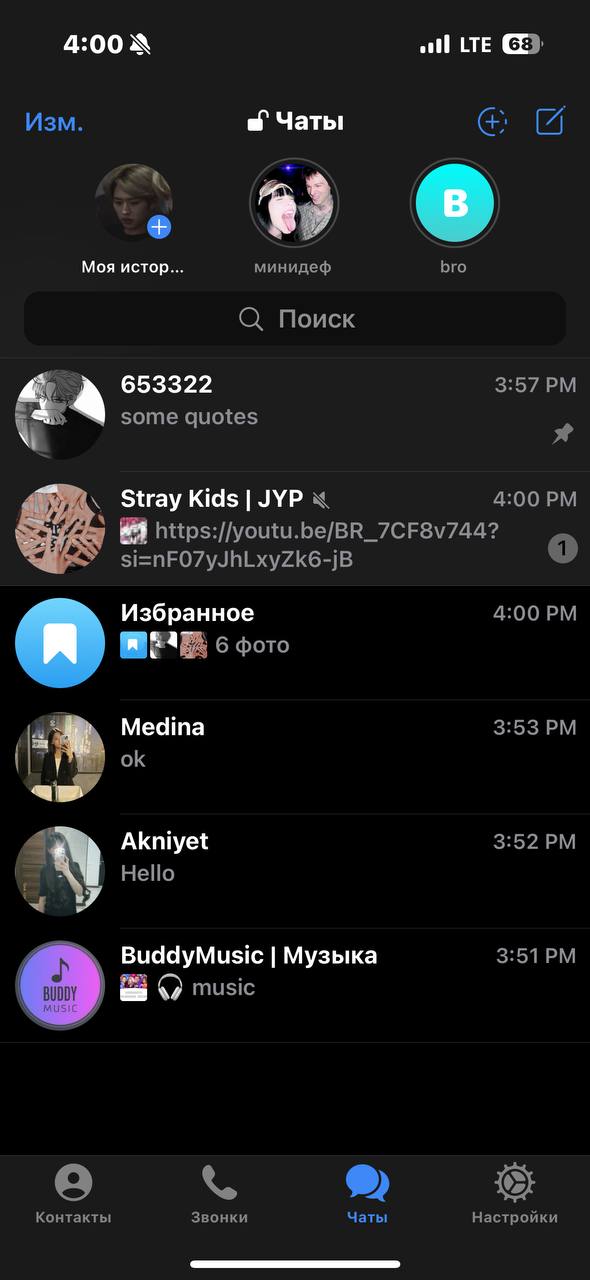 4:00
LTE 68
Изм.
Чаты
Моя истор...
минидеф
B
bro
Поиск
653322
3:57 PM
some quotes
Stray Kids | JYP
4:00 PM
https://youtu.be/BR_7CF8v744?
si=nF07yJhLxyZk6-jB
1
Избранное
4:00 PM
6 фото
Medina
3:53 PM
ok
Akniyet
3:52 PM
Hello
BuddyMusic | Музыка
3:51 PM
BUDDY
MUSIC
music
Контакты
Звонки
Чаты
Настройки